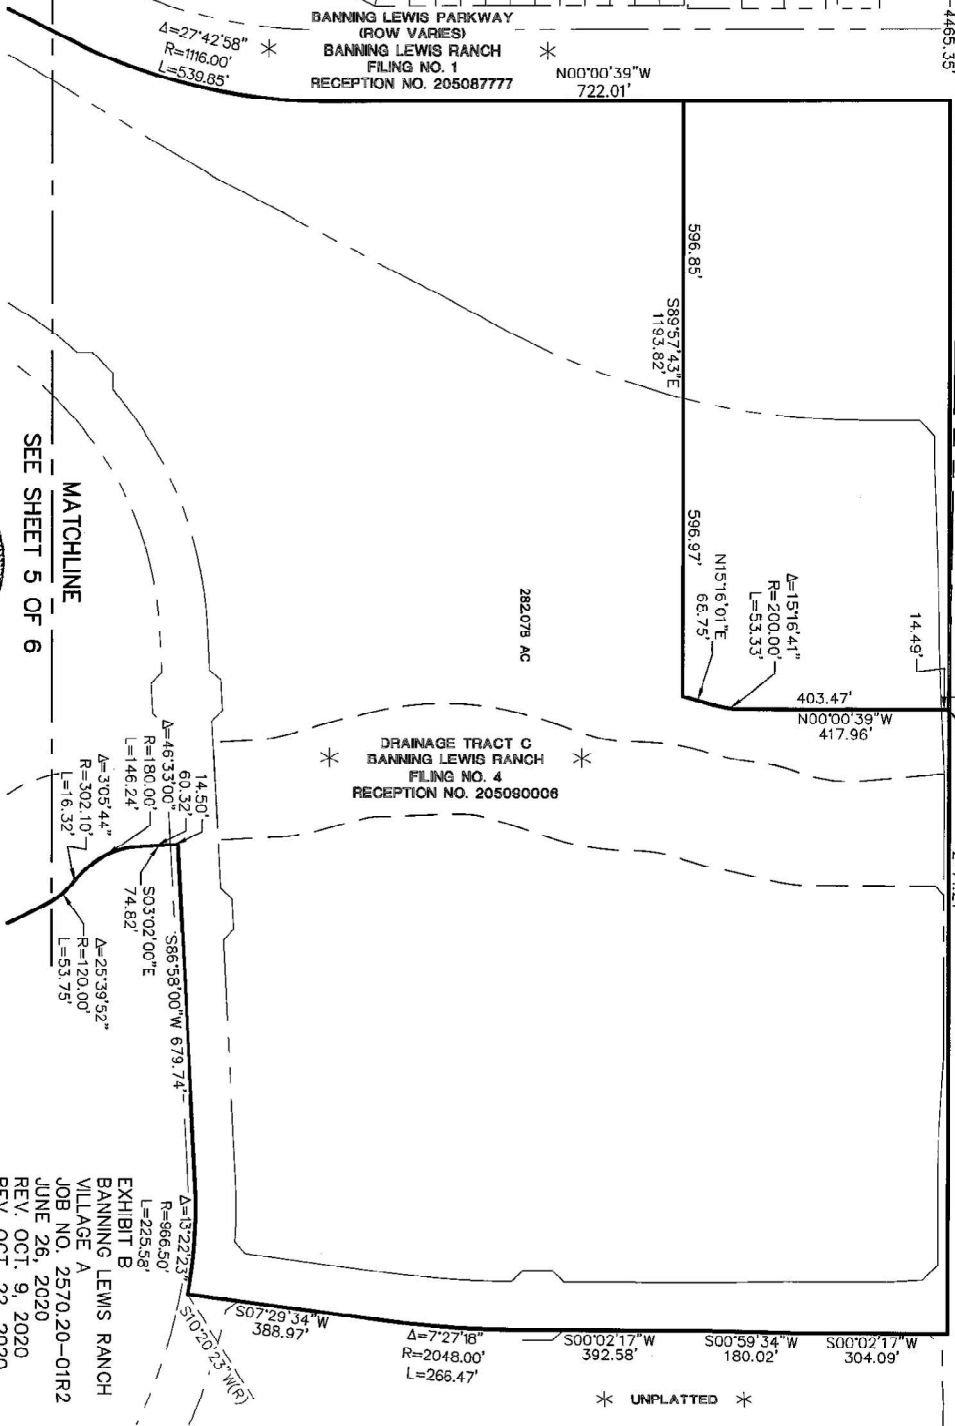 BANNING LEWIS PARKWAY
(ROW VARIES)
BANNING LEWIS RANCH
FILING NO. 1
RECEPTION NO. 205087777
Δ=27°42'58"
R=1116.00'
L=539.85'
N00°00'39"W
722.01'
4465.35'
596.85'
S89°57'43"E
1193.82'
596.97'
N15°16'01"E
68.75'
Δ=15°16'41"
R=200.00'
L=53.33'
14.49'
403.47'
N00°00'39"W
417.96'
282.078 AC
DRAINAGE TRACT C
BANNING LEWIS RANCH
FILING NO. 4
RECEPTION NO. 205090006
MATCHLINE
SEE SHEET 5 OF 6
14.50'
60.32'
Δ=46°33'00"
R=180.00'
L=146.24'
Δ=3°05'44"
R=302.10'
L=16.32'
S03°02'00"E
74.82'
Δ=25°39'52"
R=120.00'
L=53.75'
S86°58'00"W 679.74'
Δ=13°22'23"
R=966.50'
L=225.58'
S10°20'23"W(R)
S07°29'34"W
388.97'
Δ=7°27'18"
R=2048.00'
L=266.47'
S00°02'17"W
392.58'
S00°59'34"W
180.02'
S00°02'17"W
304.09'
UNPLATTED
EXHIBIT B
BANNING LEWIS RANCH
VILLAGE A
JOB NO. 2570.20-01R2
JUNE 26, 2020
REV. OCT. 9, 2020
REV. OCT. 22, 2020